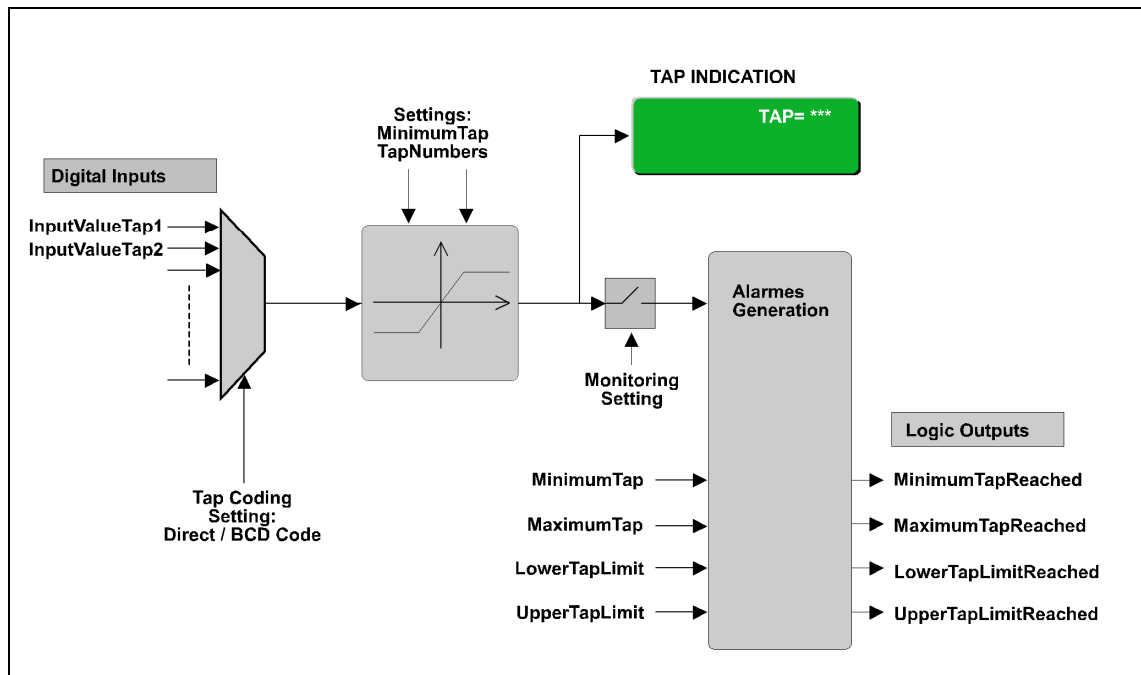 TAP INDICATION
TAP= ***
Settings:
MinimumTap
TapNumbers
Digital Inputs
InputValueTap1
InputValueTap2
Alarmes
Generation
Monitoring
Setting
Tap Coding
Setting:
Direct / BCD Code
Logic Outputs
MinimumTap
MinimumTapReached
MaximumTap
MaximumTapReached
LowerTapLimit
LowerTapLimitReached
UpperTapLimit
UpperTapLimitReached